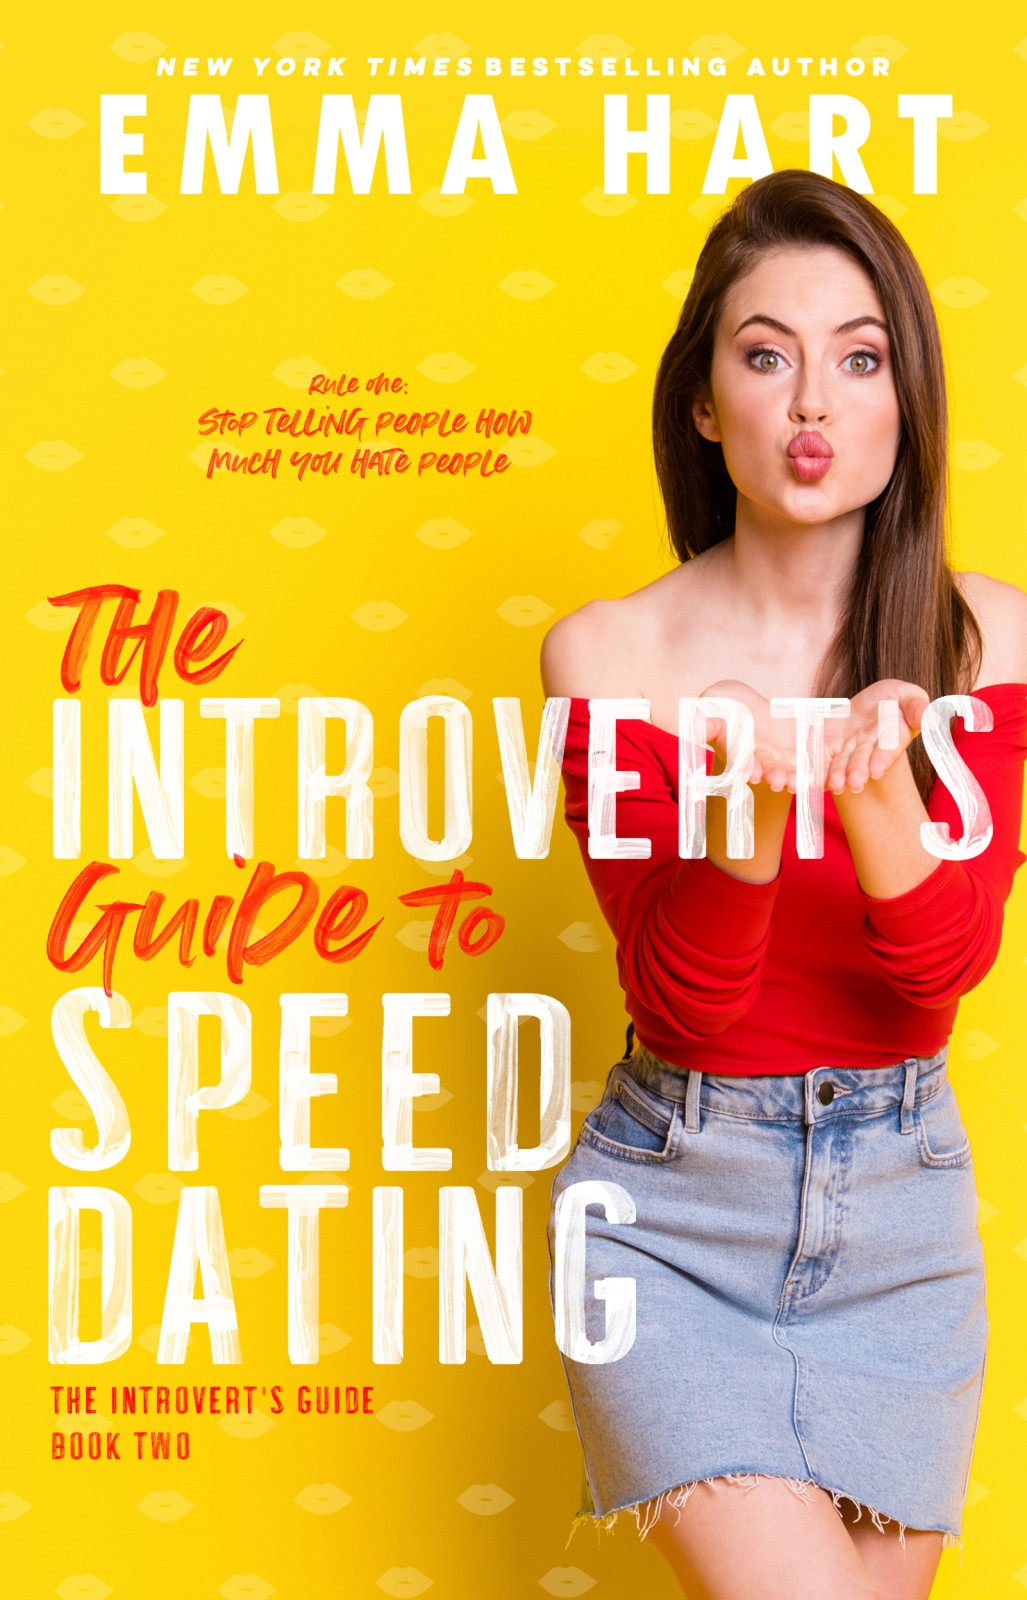 NEW YORK TIMES BESTSELLING AUTHOR
EMMA HART
Rule one:
STOP TELLING PEOPLE HOW
MUCH YOU HATE PEOPLE
THE
INTROVERT'S
GUIDE TO
SPEED
DATING
THE INTROVERT'S GUIDE
BOOK TWO